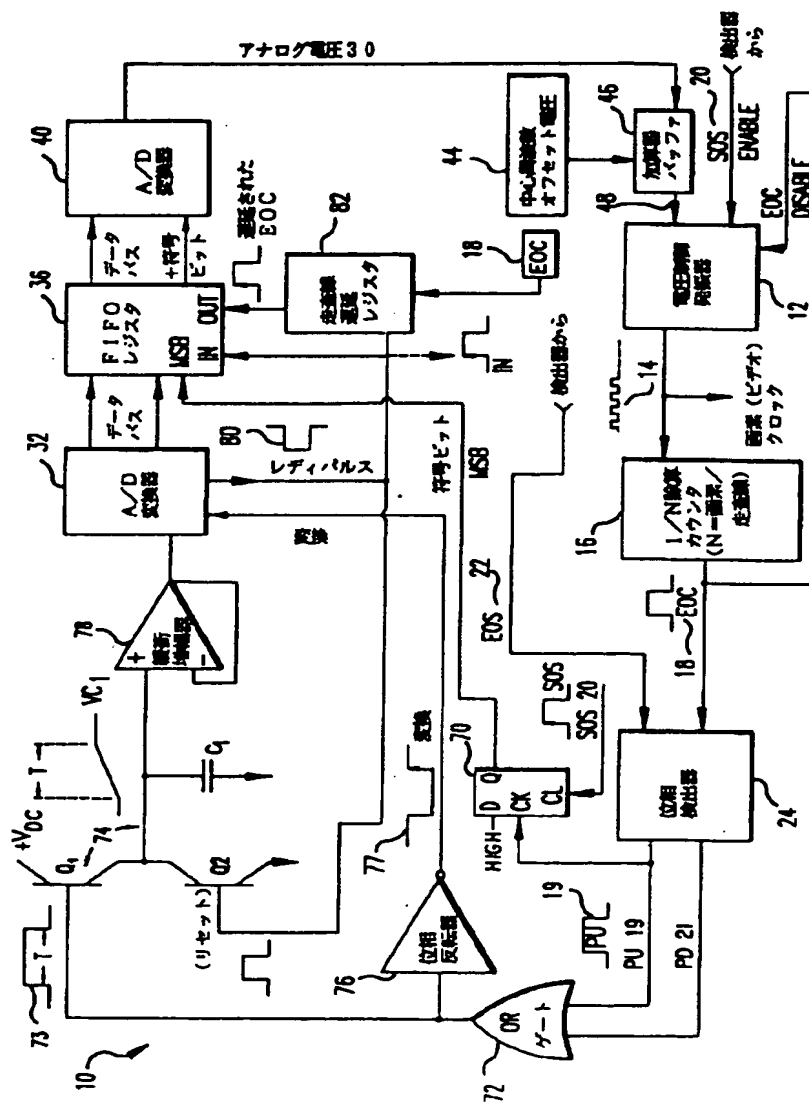 10
73
T
+VDC
T
VC1
74
Q1
Q2
(リセット)
C1
78
緩衝増幅器
+
-
32
A/D
変換器
データ
バス
36
FIFO
レジスタ
MSB
IN
OUT
データ
バス
+符号
ビット
40
A/D
変換器
アナログ電圧30
80
レディパルス
変換
遅延された
EOC
82
走査線
遅延
レジスタ
18
EOC
IN
44
中心周波数
オフセット電圧
46
加算器
バッファ
48
SOS 20
ENABLE
検出器
から
EOC
DISABLE
電圧制御
発振器
12
14
画素(ビデオ)
クロック
符号ビット
MSB
検出器から
EOS 22
77
変換
76
位相
反転器
70
HIGH
D
Q
CK
CL
SOS
SOS 20
16
1/N除算
カウンタ
(N=画素/
走査線)
18
EOC
位相
検出器
24
19
PU
PU 19
PD 21
OR
ゲート
72